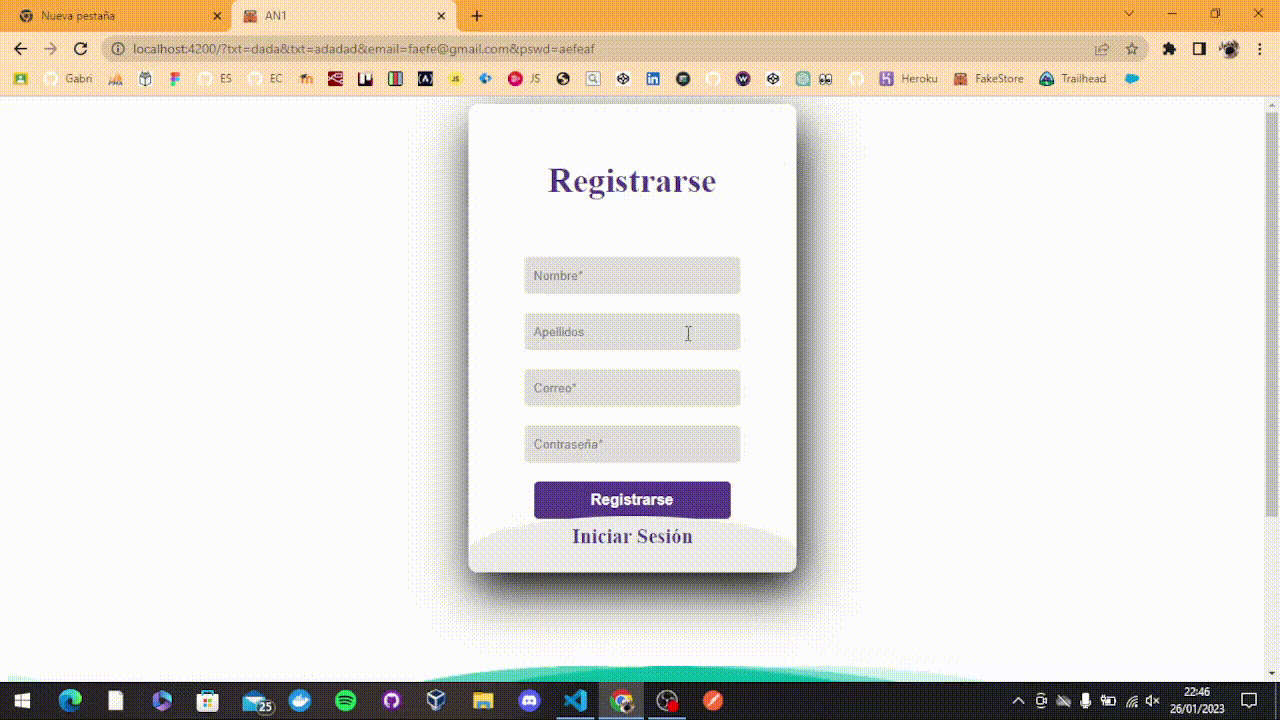 Nueva pestaña
AN1
localhost:4200/?txt=dada&txt=adadad&email=faefe@gmail.com&pswd=aefeaf
Gabri ES EC JS Heroku FakeStore Trailhead
Registrarse
Nombre*
Apellidos
Correo*
Contraseña*
Registrarse
Iniciar Sesión
25
22:46
26/01/2023